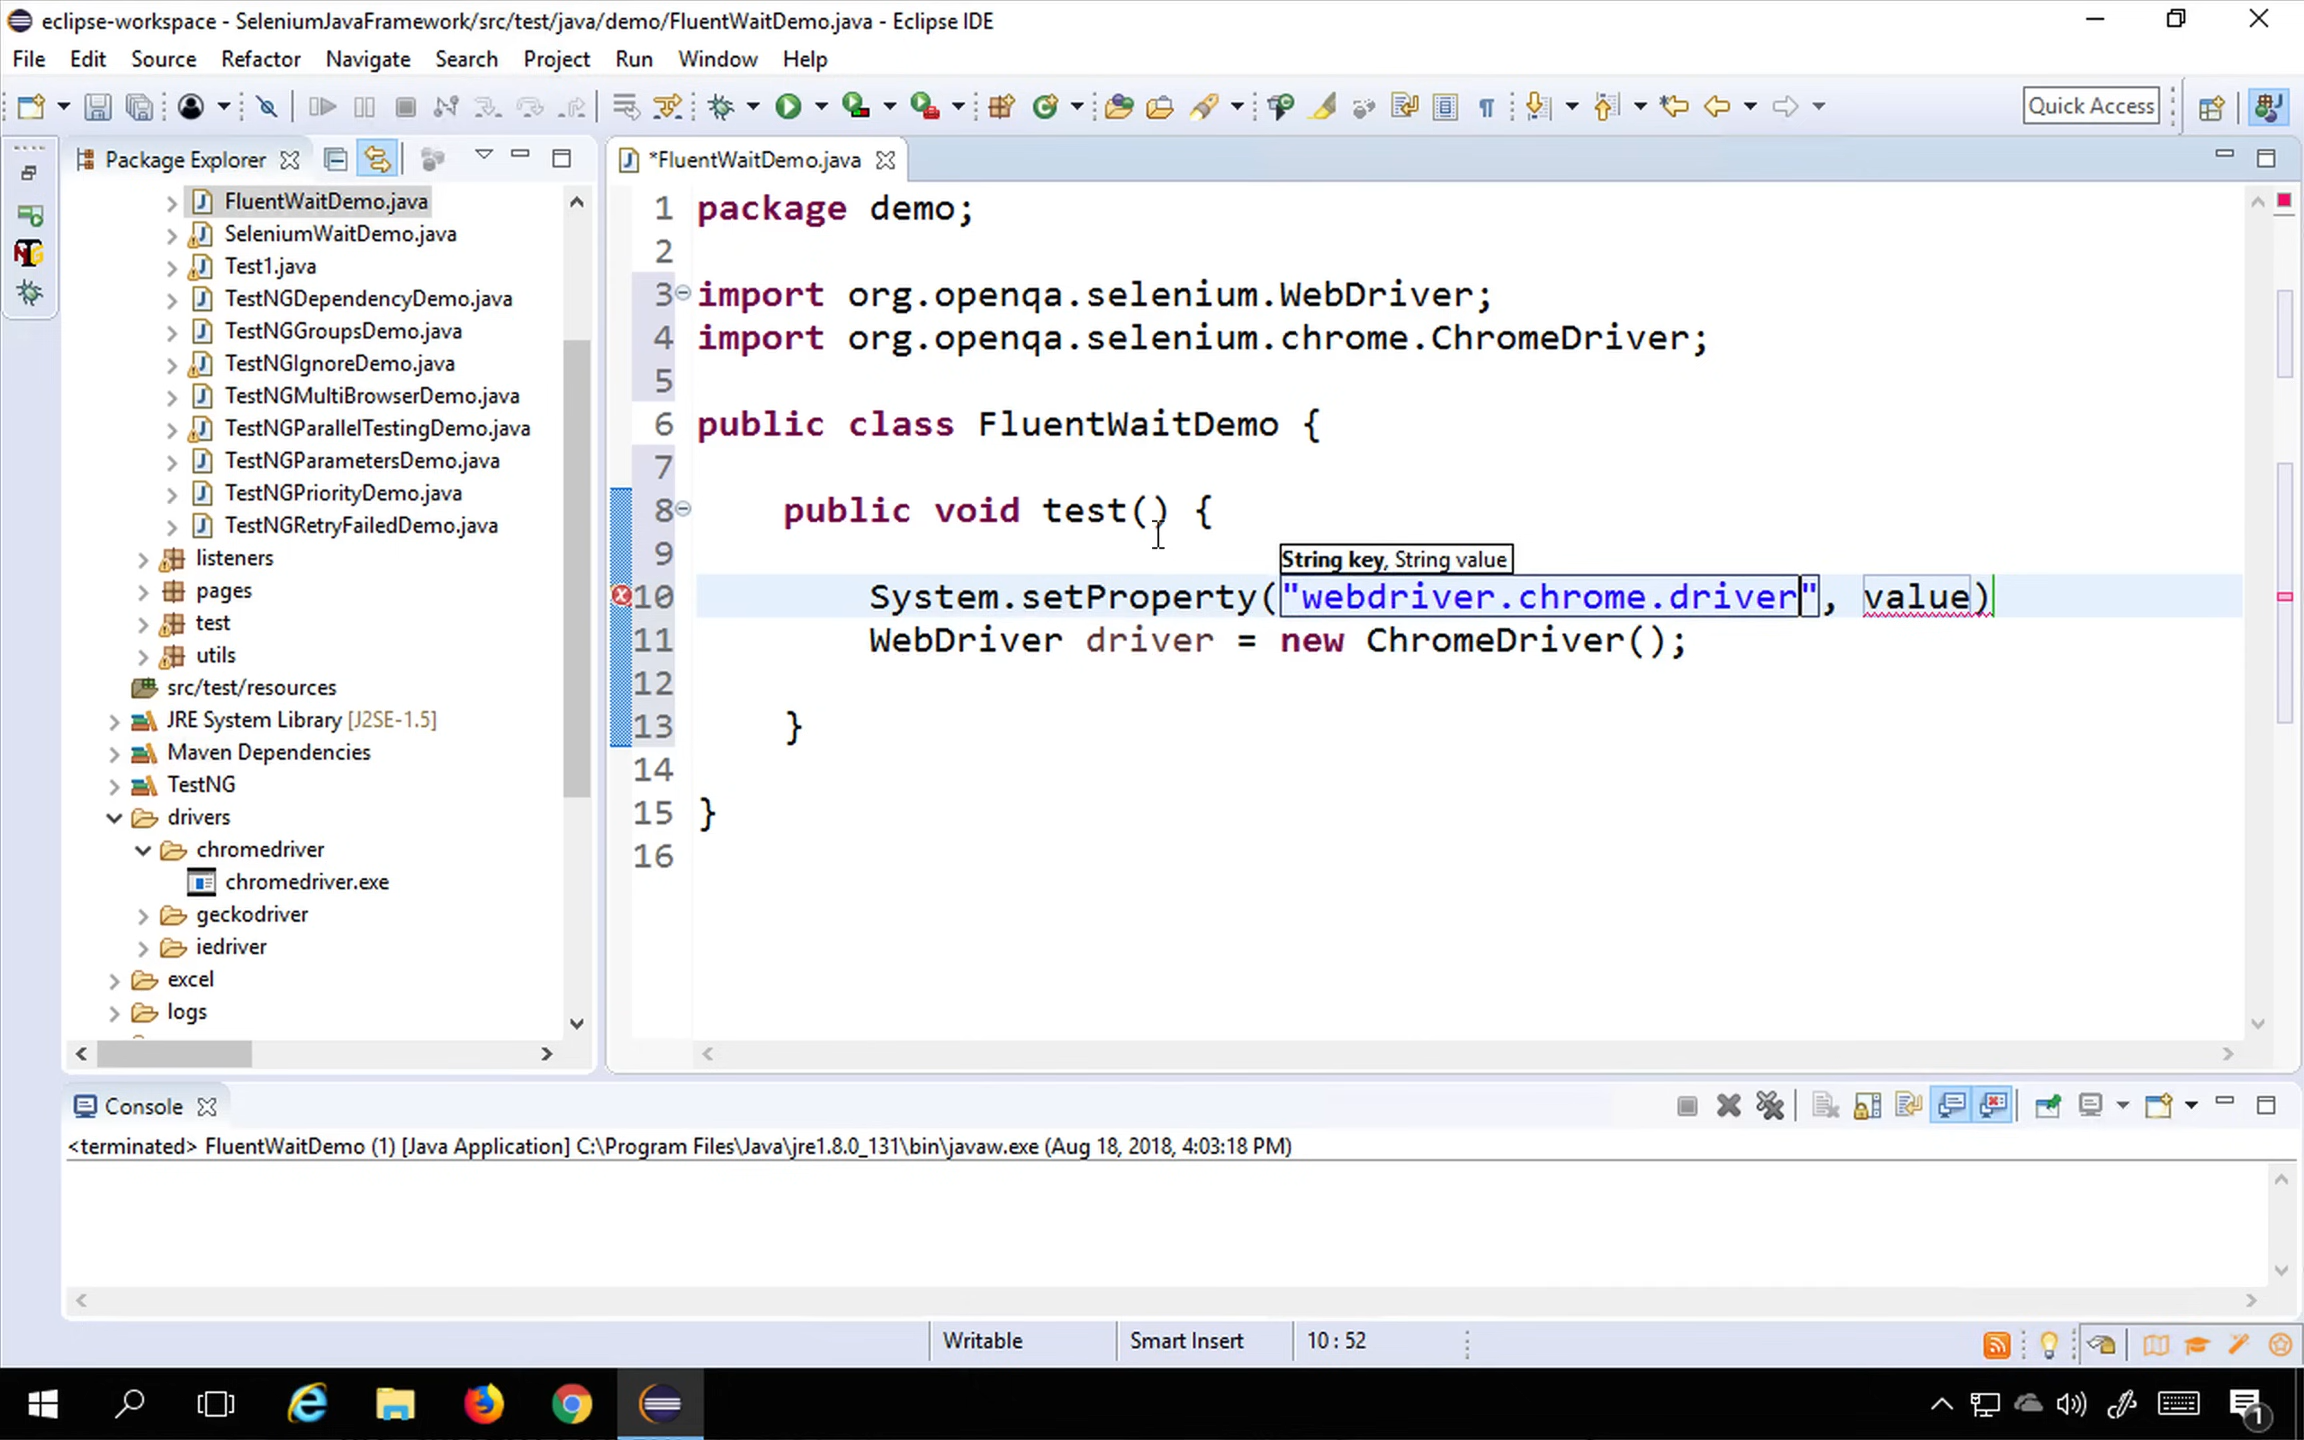 eclipse-workspace - SeleniumJavaFramework/src/test/java/demo/FluentWaitDemo.java - Eclipse IDE
File Edit Source Refactor Navigate Search Project Run Window Help
Quick Access
Package Explorer
FluentWaitDemo.java
SeleniumWaitDemo.java
Test1.java
TestNGDependencyDemo.java
TestNGGroupsDemo.java
TestNGIgnoreDemo.java
TestNGMultiBrowserDemo.java
TestNGParallelTestingDemo.java
TestNGParametersDemo.java
TestNGPriorityDemo.java
TestNGRetryFailedDemo.java
listeners
pages
test
utils
src/test/resources
JRE System Library [J2SE-1.5]
Maven Dependencies
TestNG
drivers
chromedriver
chromedriver.exe
geckodriver
iedriver
excel
logs
*FluentWaitDemo.java
1 package demo;
2
3 import org.openqa.selenium.WebDriver;
4 import org.openqa.selenium.chrome.ChromeDriver;
5
6 public class FluentWaitDemo {
7
8 public void test() {
9
String key, String value
10 System.setProperty("webdriver.chrome.driver", value)
11 WebDriver driver = new ChromeDriver();
12
13 }
14
15 }
16
Console
<terminated> FluentWaitDemo (1) [Java Application] C:\Program Files\Java\jre1.8.0_131\bin\javaw.exe (Aug 18, 2018, 4:03:18 PM)
Writable Smart Insert 10 : 52
1